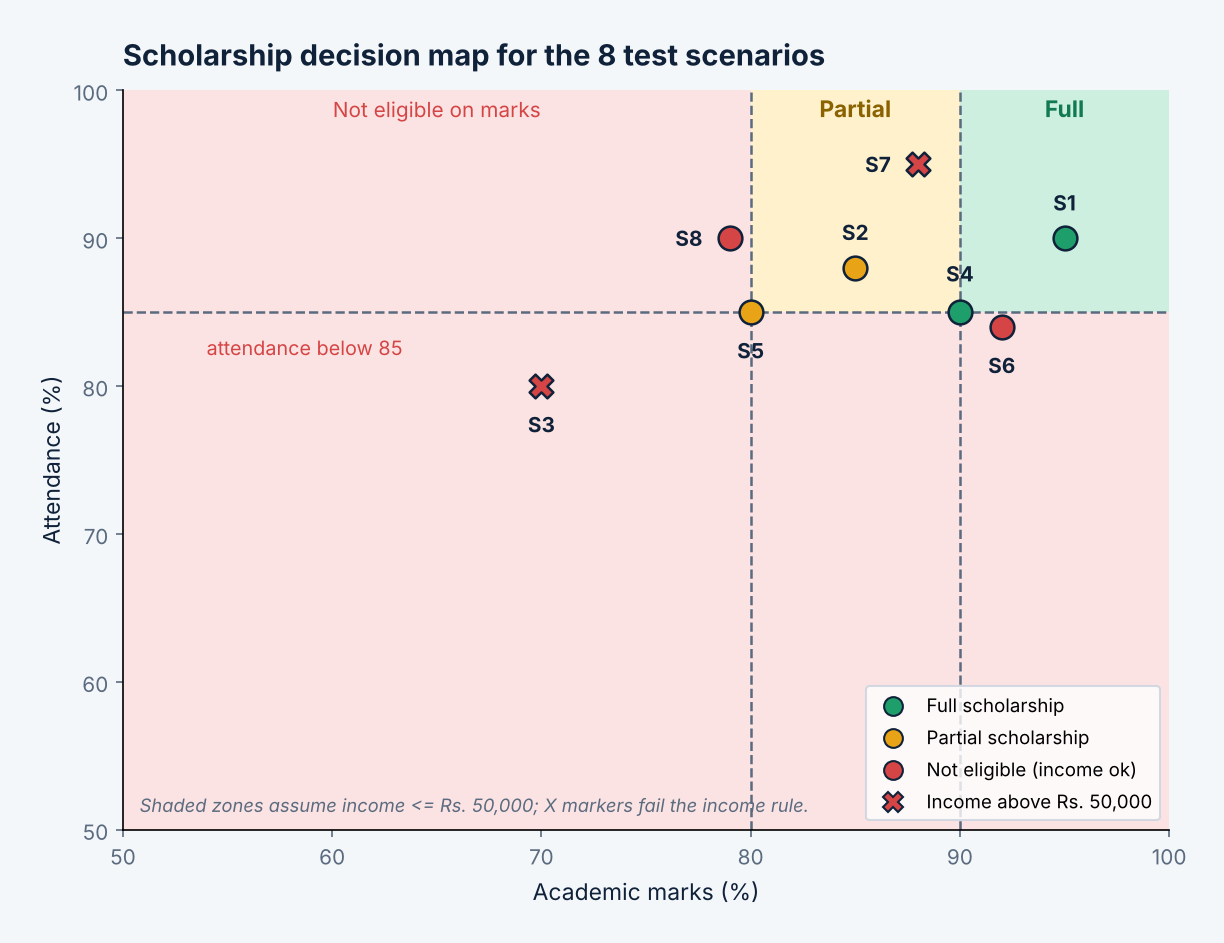 Scholarship decision map for the 8 test scenarios
100
Not eligible on marks
Partial
Full
S7
S1
S8
S2
90
S4
attendance below 85
S5
S6
80
S3
Attendance (%)
70
60
Full scholarship
Partial scholarship
Not eligible (income ok)
Income above Rs. 50,000
Shaded zones assume income <= Rs. 50,000; X markers fail the income rule.
50
50 60 70 80 90 100
Academic marks (%)